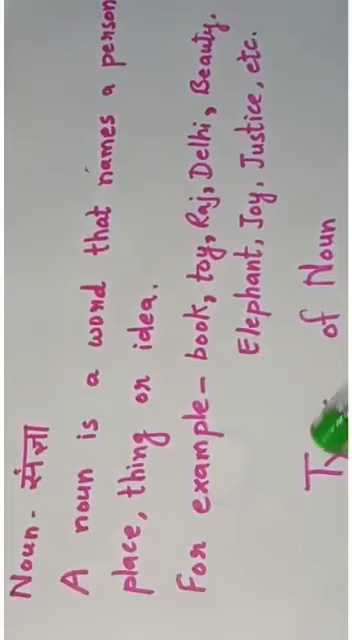 Noun - संज्ञा
A noun is a word that names a person
place, thing or idea.
For example - book, toy, Raj, Delhi, Beauty,
Elephant, Joy, Justice, etc.
of Noun